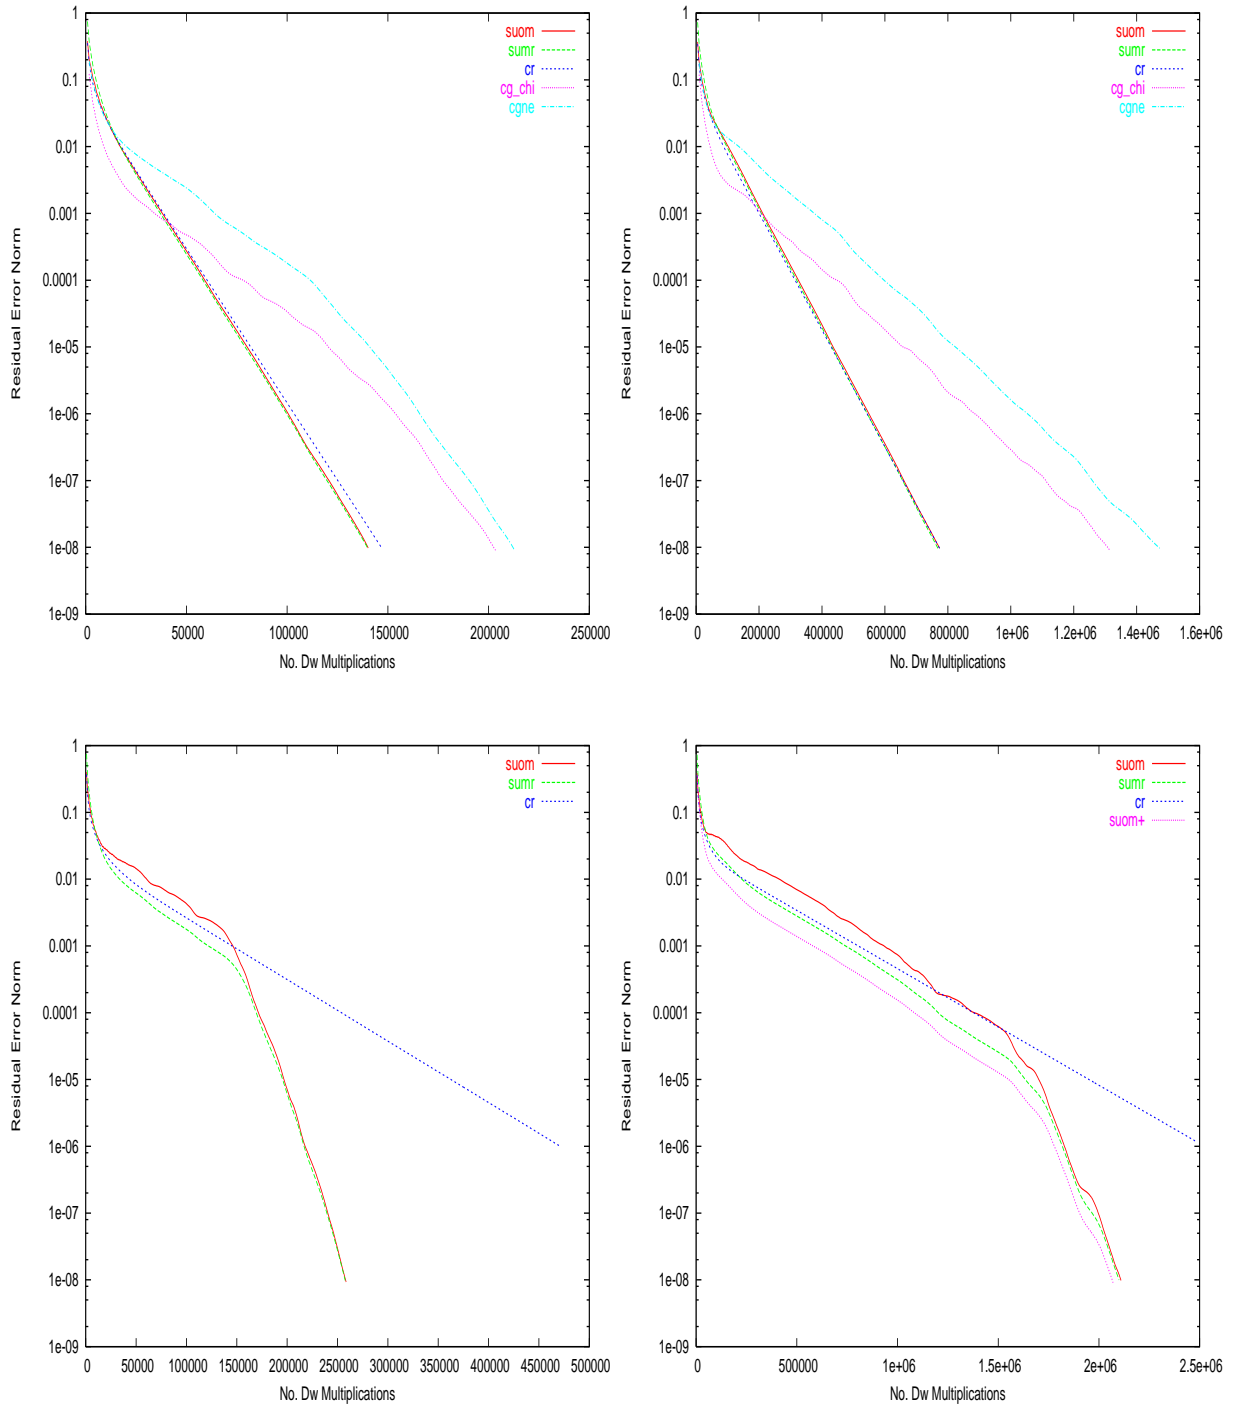 1
0.1
0.01
0.001
0.0001
1e-05
1e-06
1e-07
1e-08
1e-09
0 50000 100000 150000 200000 250000
Residual Error Norm
No. Dw Multiplications
suom
sumr
cr
cg_chi
cgne
1
0.1
0.01
0.001
0.0001
1e-05
1e-06
1e-07
1e-08
1e-09
0 200000 400000 600000 800000 1e+06 1.2e+06 1.4e+06 1.6e+06
Residual Error Norm
No. Dw Multiplications
suom
sumr
cr
cg_chi
cgne
1
0.1
0.01
0.001
0.0001
1e-05
1e-06
1e-07
1e-08
1e-09
0 50000 100000 150000 200000 250000 300000 350000 400000 450000 500000
Residual Error Norm
No. Dw Multiplications
suom
sumr
cr
1
0.1
0.01
0.001
0.0001
1e-05
1e-06
1e-07
1e-08
1e-09
0 500000 1e+06 1.5e+06 2e+06 2.5e+06
Residual Error Norm
No. Dw Multiplications
suom
sumr
cr
suom+